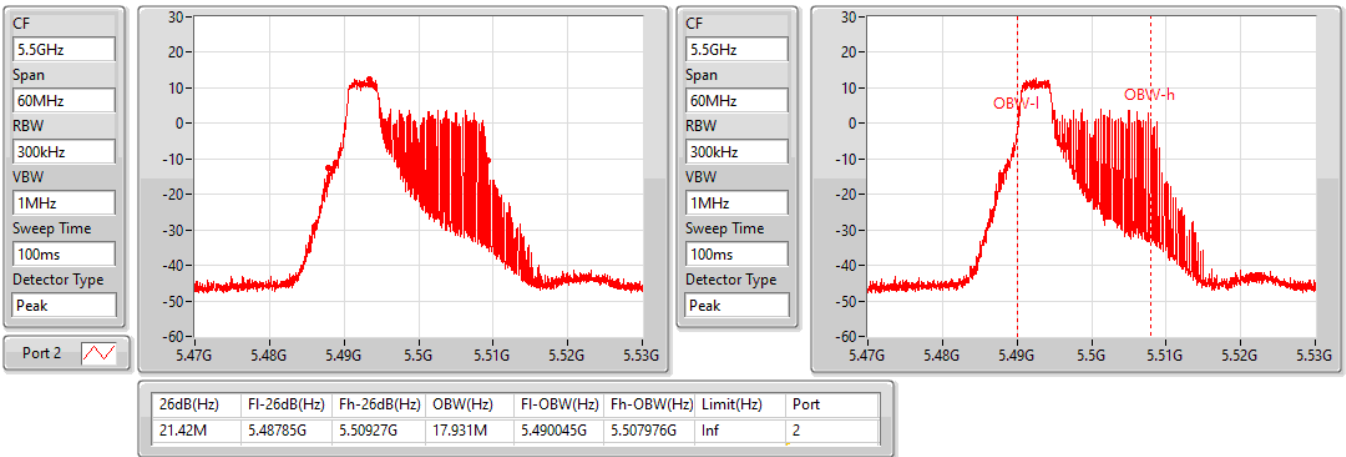 CF
5.5GHz
Span
60MHz
RBW
300kHz
VBW
1MHz
Sweep Time
100ms
Detector Type
Peak
Port 2
30
20
10
0
-10
-20
-30
-40
-50
-60
5.47G 5.48G 5.49G 5.5G 5.51G 5.52G 5.53G
CF
5.5GHz
Span
60MHz
RBW
300kHz
VBW
1MHz
Sweep Time
100ms
Detector Type
Peak
30
20
10
0
-10
-20
-30
-40
-50
-60
OBW-l
OBW-h
5.47G 5.48G 5.49G 5.5G 5.51G 5.52G 5.53G
26dB(Hz) Fl-26dB(Hz) Fh-26dB(Hz) OBW(Hz) Fl-OBW(Hz) Fh-OBW(Hz) Limit(Hz) Port
21.42M 5.48785G 5.50927G 17.931M 5.490045G 5.507976G Inf 2